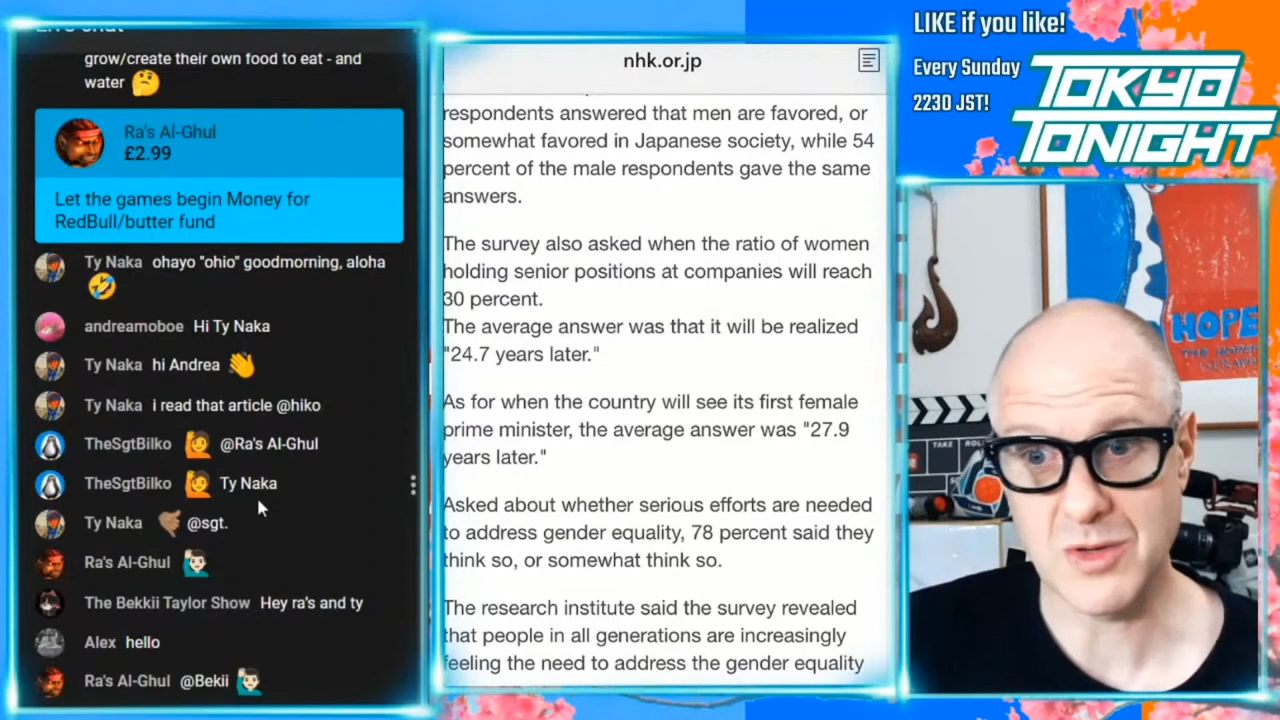 grow/create their own food to eat - and
water 🤔
Ra's Al-Ghul
£2.99
Let the games begin Money for
RedBull/butter fund
Ty Naka ohayo "ohio" goodmorning, aloha
🤣
andreamoboe Hi Ty Naka
Ty Naka hi Andrea 👋
Ty Naka i read that article @hiko
TheSgtBilko 🙋 @Ra's Al-Ghul
TheSgtBilko 🙋 Ty Naka
Ty Naka 🤙🏽 @sgt.
Ra's Al-Ghul 🙋🏻‍♂️
The Bekkii Taylor Show Hey ra's and ty
Alex hello
Ra's Al-Ghul @Bekii 🙋🏻‍♂️
nhk.or.jp
respondents answered that men are favored, or
somewhat favored in Japanese society, while 54
percent of the male respondents gave the same
answers.
The survey also asked when the ratio of women
holding senior positions at companies will reach
30 percent.
The average answer was that it will be realized
"24.7 years later."
As for when the country will see its first female
prime minister, the average answer was "27.9
years later."
Asked about whether serious efforts are needed
to address gender equality, 78 percent said they
think so, or somewhat think so.
The research institute said the survey revealed
that people in all generations are increasingly
feeling the need to address the gender equality
LIKE if you like!
Every Sunday
2230 JST!
TOKYO
TONIGHT
HOPE
TAKE
ROLL